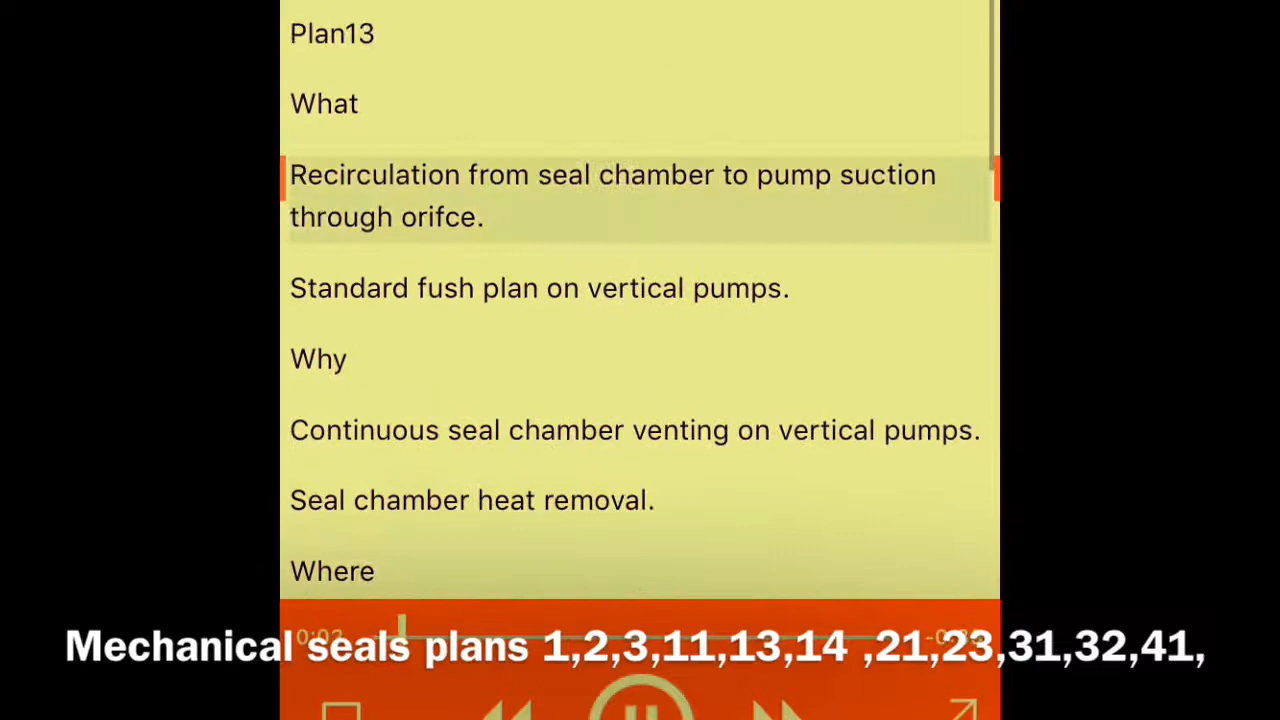 Plan13
What
Recirculation from seal chamber to pump suction
through orifce.
Standard fush plan on vertical pumps.
Why
Continuous seal chamber venting on vertical pumps.
Seal chamber heat removal.
Where
0:02
Mechanical seals plans 1,2,3,11,13,14 ,21,23,31,32,41,